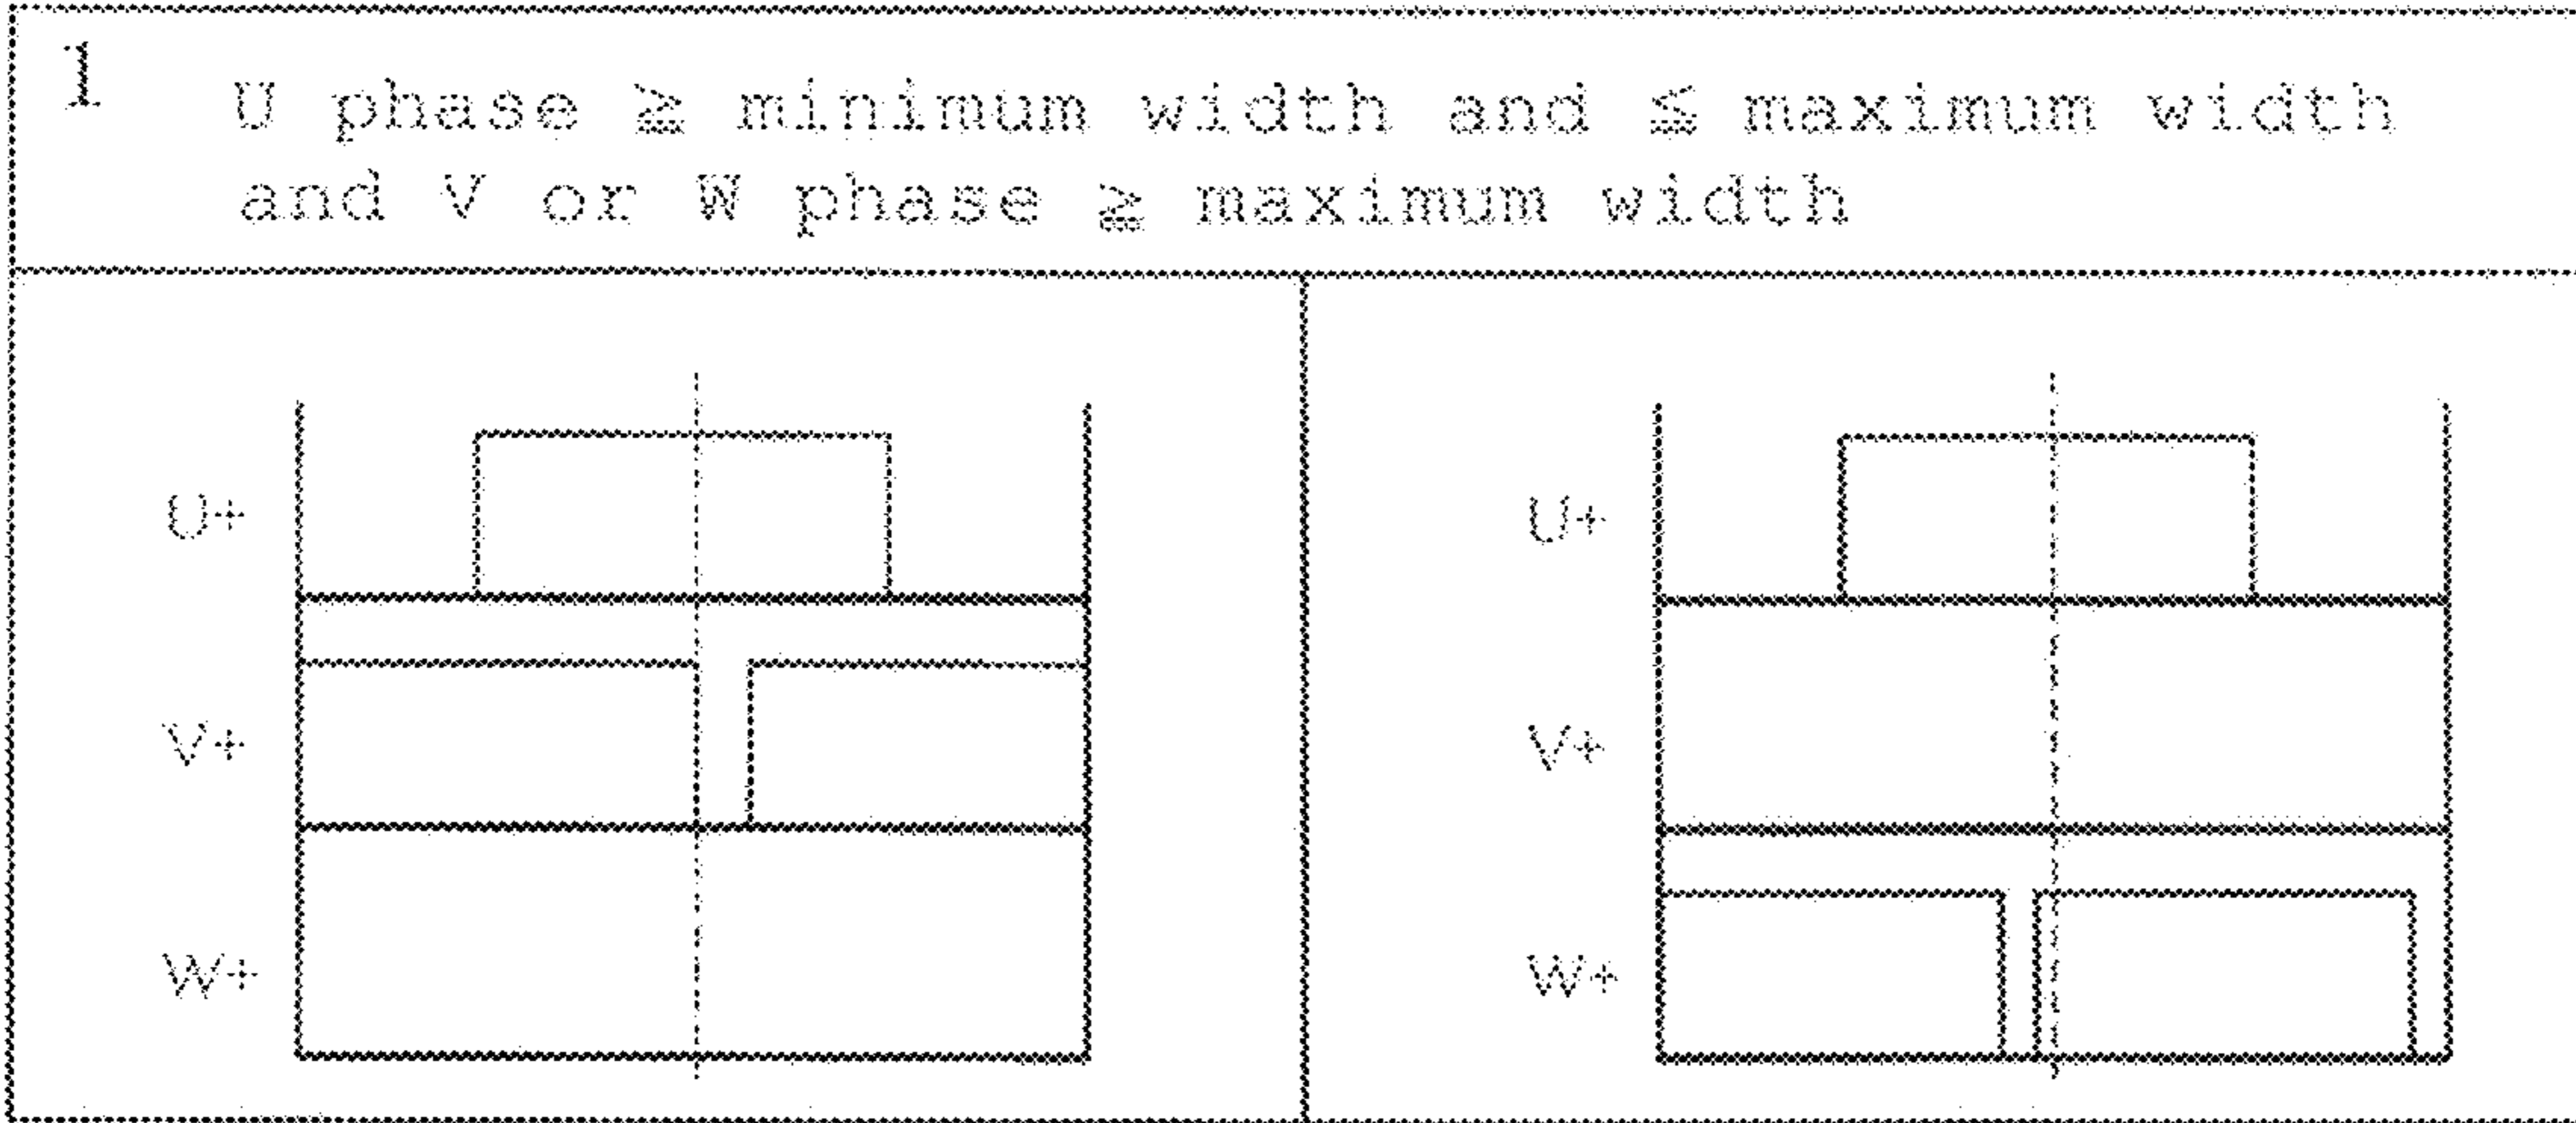 1
U phase ≧ minimum width and ≦ maximum width
and V or W phase ≧ maximum width
U+
V+
W+
U+
V+
W+